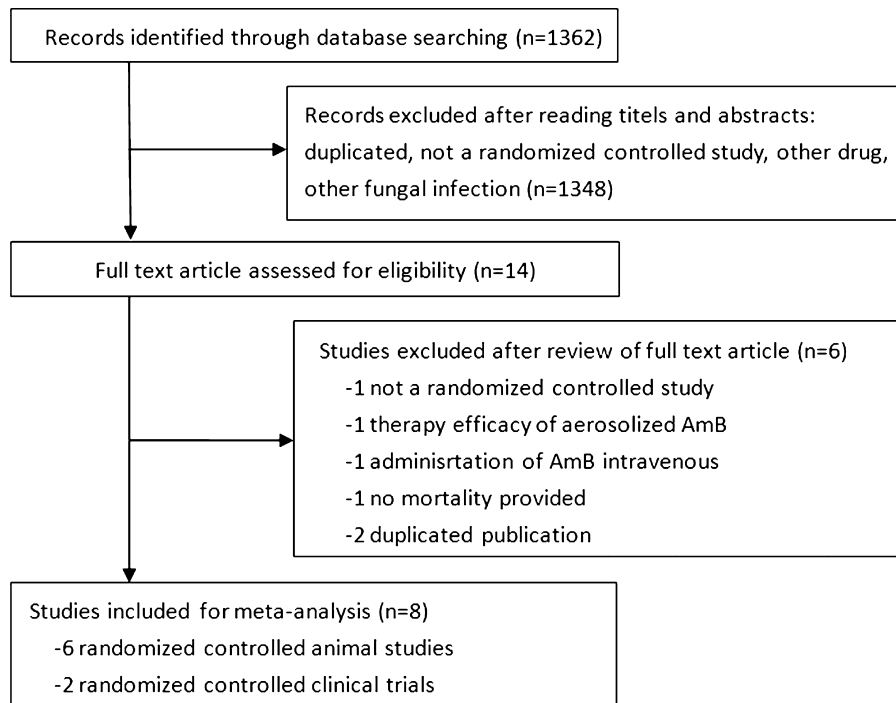 Records identified through database searching (n=1362)
Records excluded after reading titels and abstracts:
duplicated, not a randomized controlled study, other drug,
other fungal infection (n=1348)
Full text article assessed for eligibility (n=14)
Studies excluded after review of full text article (n=6)
-1 not a randomized controlled study
-1 therapy efficacy of aerosolized AmB
-1 adminisrtation of AmB intravenous
-1 no mortality provided
-2 duplicated publication
Studies included for meta-analysis (n=8)
-6 randomized controlled animal studies
-2 randomized controlled clinical trials